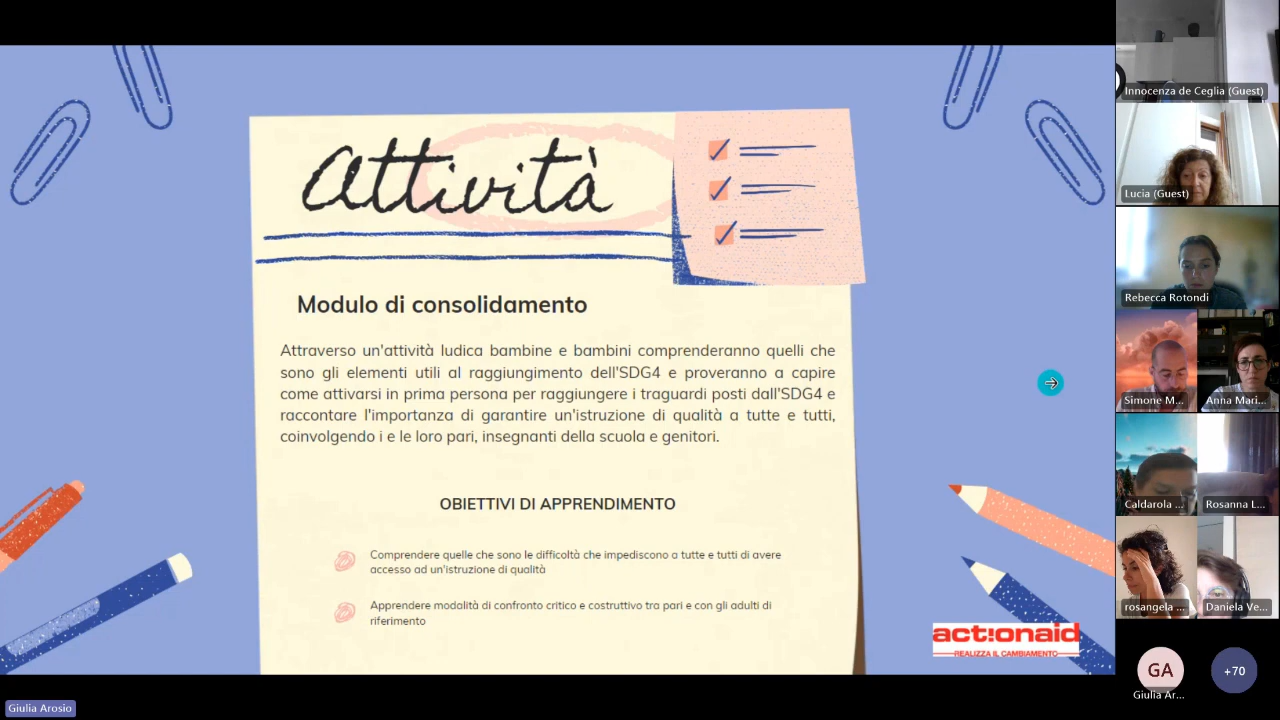 Attività
Modulo di consolidamento
Attraverso un'attività ludica bambine e bambini comprenderanno quelli che
sono gli elementi utili al raggiungimento dell'SDG4 e proveranno a capire
come attivarsi in prima persona per raggiungere i traguardi posti dall'SDG4 e
raccontare l'importanza di garantire un'istruzione di qualità a tutte e tutti,
coinvolgendo i e le loro pari, insegnanti della scuola e genitori.
OBIETTIVI DI APPRENDIMENTO
Comprendere quelle che sono le difficoltà che impediscono a tutte e tutti di avere
accesso ad un'istruzione di qualità
Apprendere modalità di confronto critico e costruttivo tra pari e con gli adulti di
riferimento
act:onaid
REALIZZA IL CAMBIAMENTO
Giulia Arosio
Innocenza de Ceglia (Guest)
Lucia (Guest)
Rebecca Rotondi
Simone M...
Anna Mari...
Caldarola ...
Rosanna L...
rosangela ...
Daniela Ve...
GA
Giulia Ar...
+70